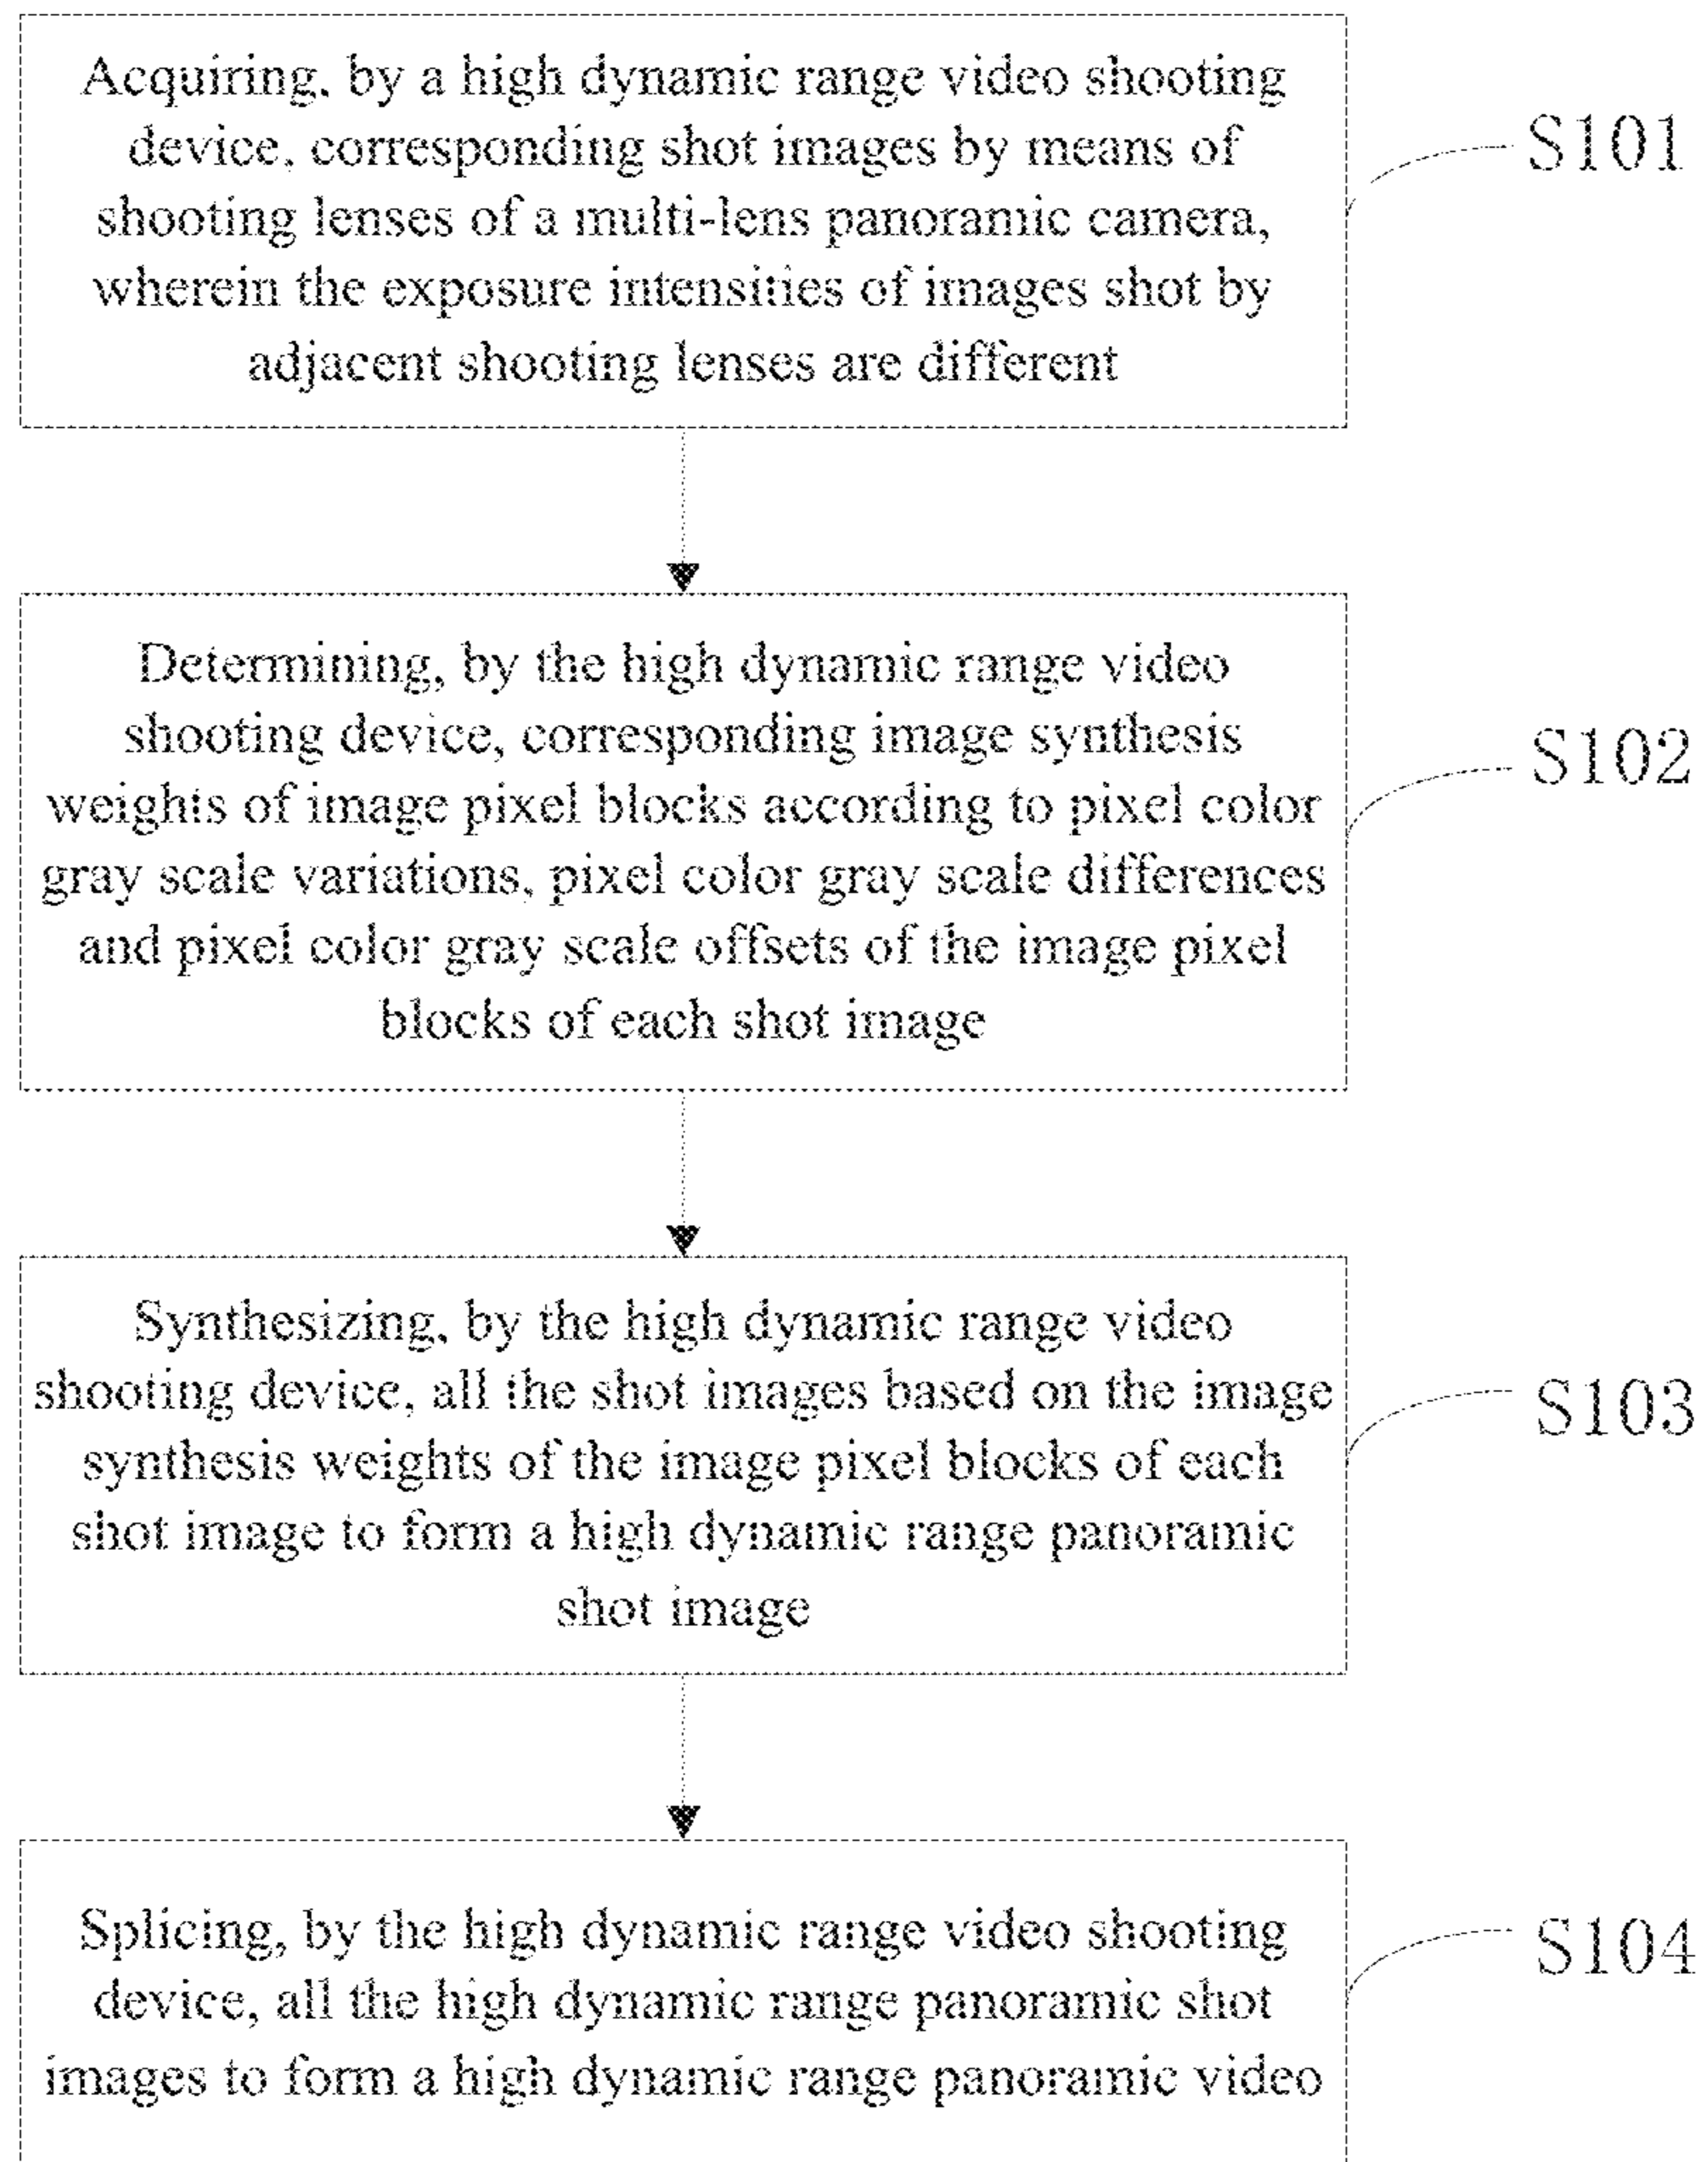 Acquiring, by a high dynamic range video shooting
device, corresponding shot images by means of
shooting lenses of a multi-lens panoramic camera,
wherein the exposure intensities of images shot by
adjacent shooting lenses are different
S101
Determining, by the high dynamic range video
shooting device, corresponding image synthesis
weights of image pixel blocks according to pixel color
gray scale variations, pixel color gray scale differences
and pixel color gray scale offsets of the image pixel
blocks of each shot image
S102
Synthesizing, by the high dynamic range video
shooting device, all the shot images based on the image
synthesis weights of the image pixel blocks of each
shot image to form a high dynamic range panoramic
shot image
S103
Splicing, by the high dynamic range video shooting
device, all the high dynamic range panoramic shot
images to form a high dynamic range panoramic video
S104